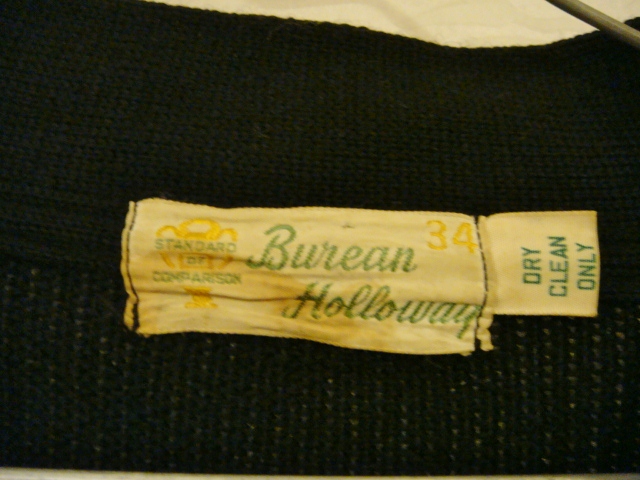 STANDARD
OF
COMPARISON
Burean
Holloway
34
DRY
CLEAN
ONLY